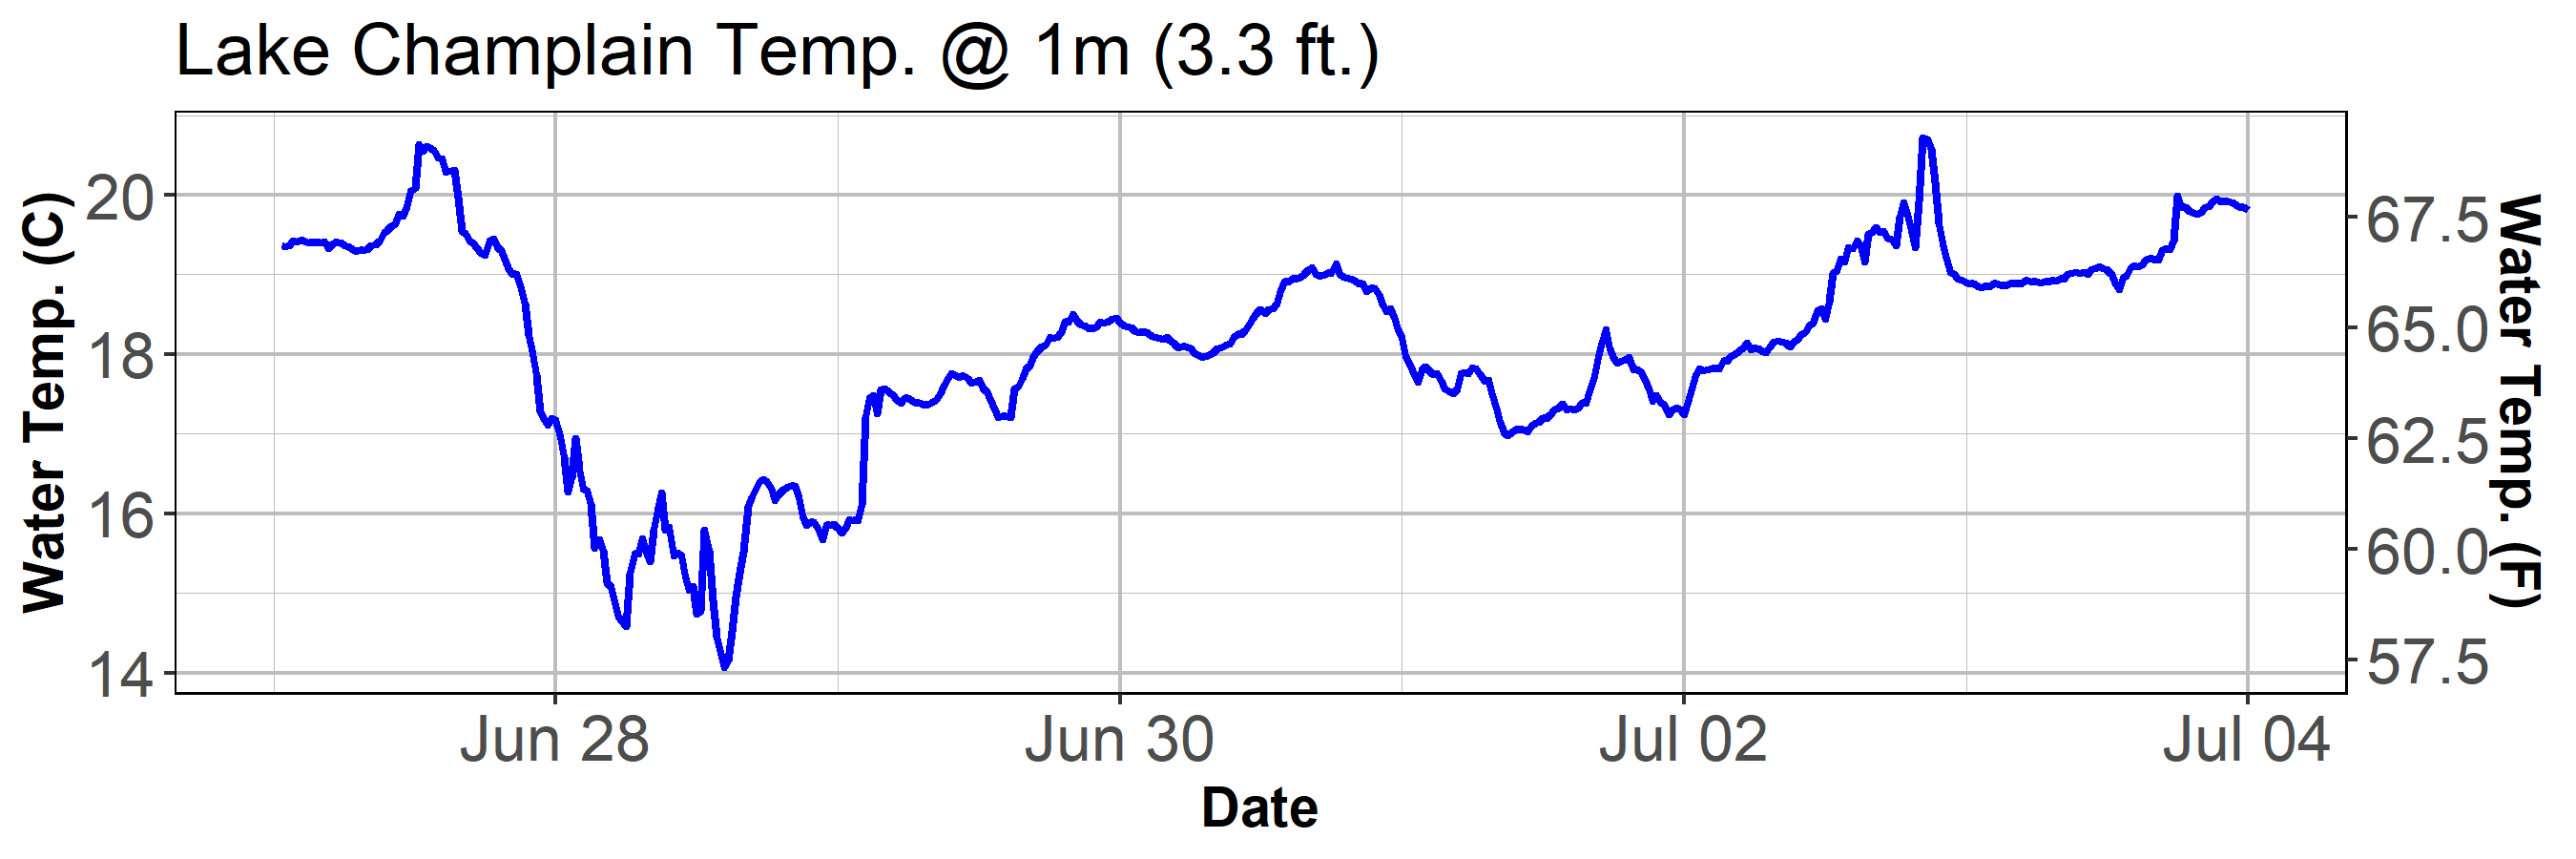 Lake Champlain Temp. @ 1m (3.3 ft.)
Water Temp. (C)
20
18
16
14
67.5
65.0
62.5
60.0
57.5
Water Temp. (F)
Jun 28 Jun 30 Jul 02 Jul 04
Date